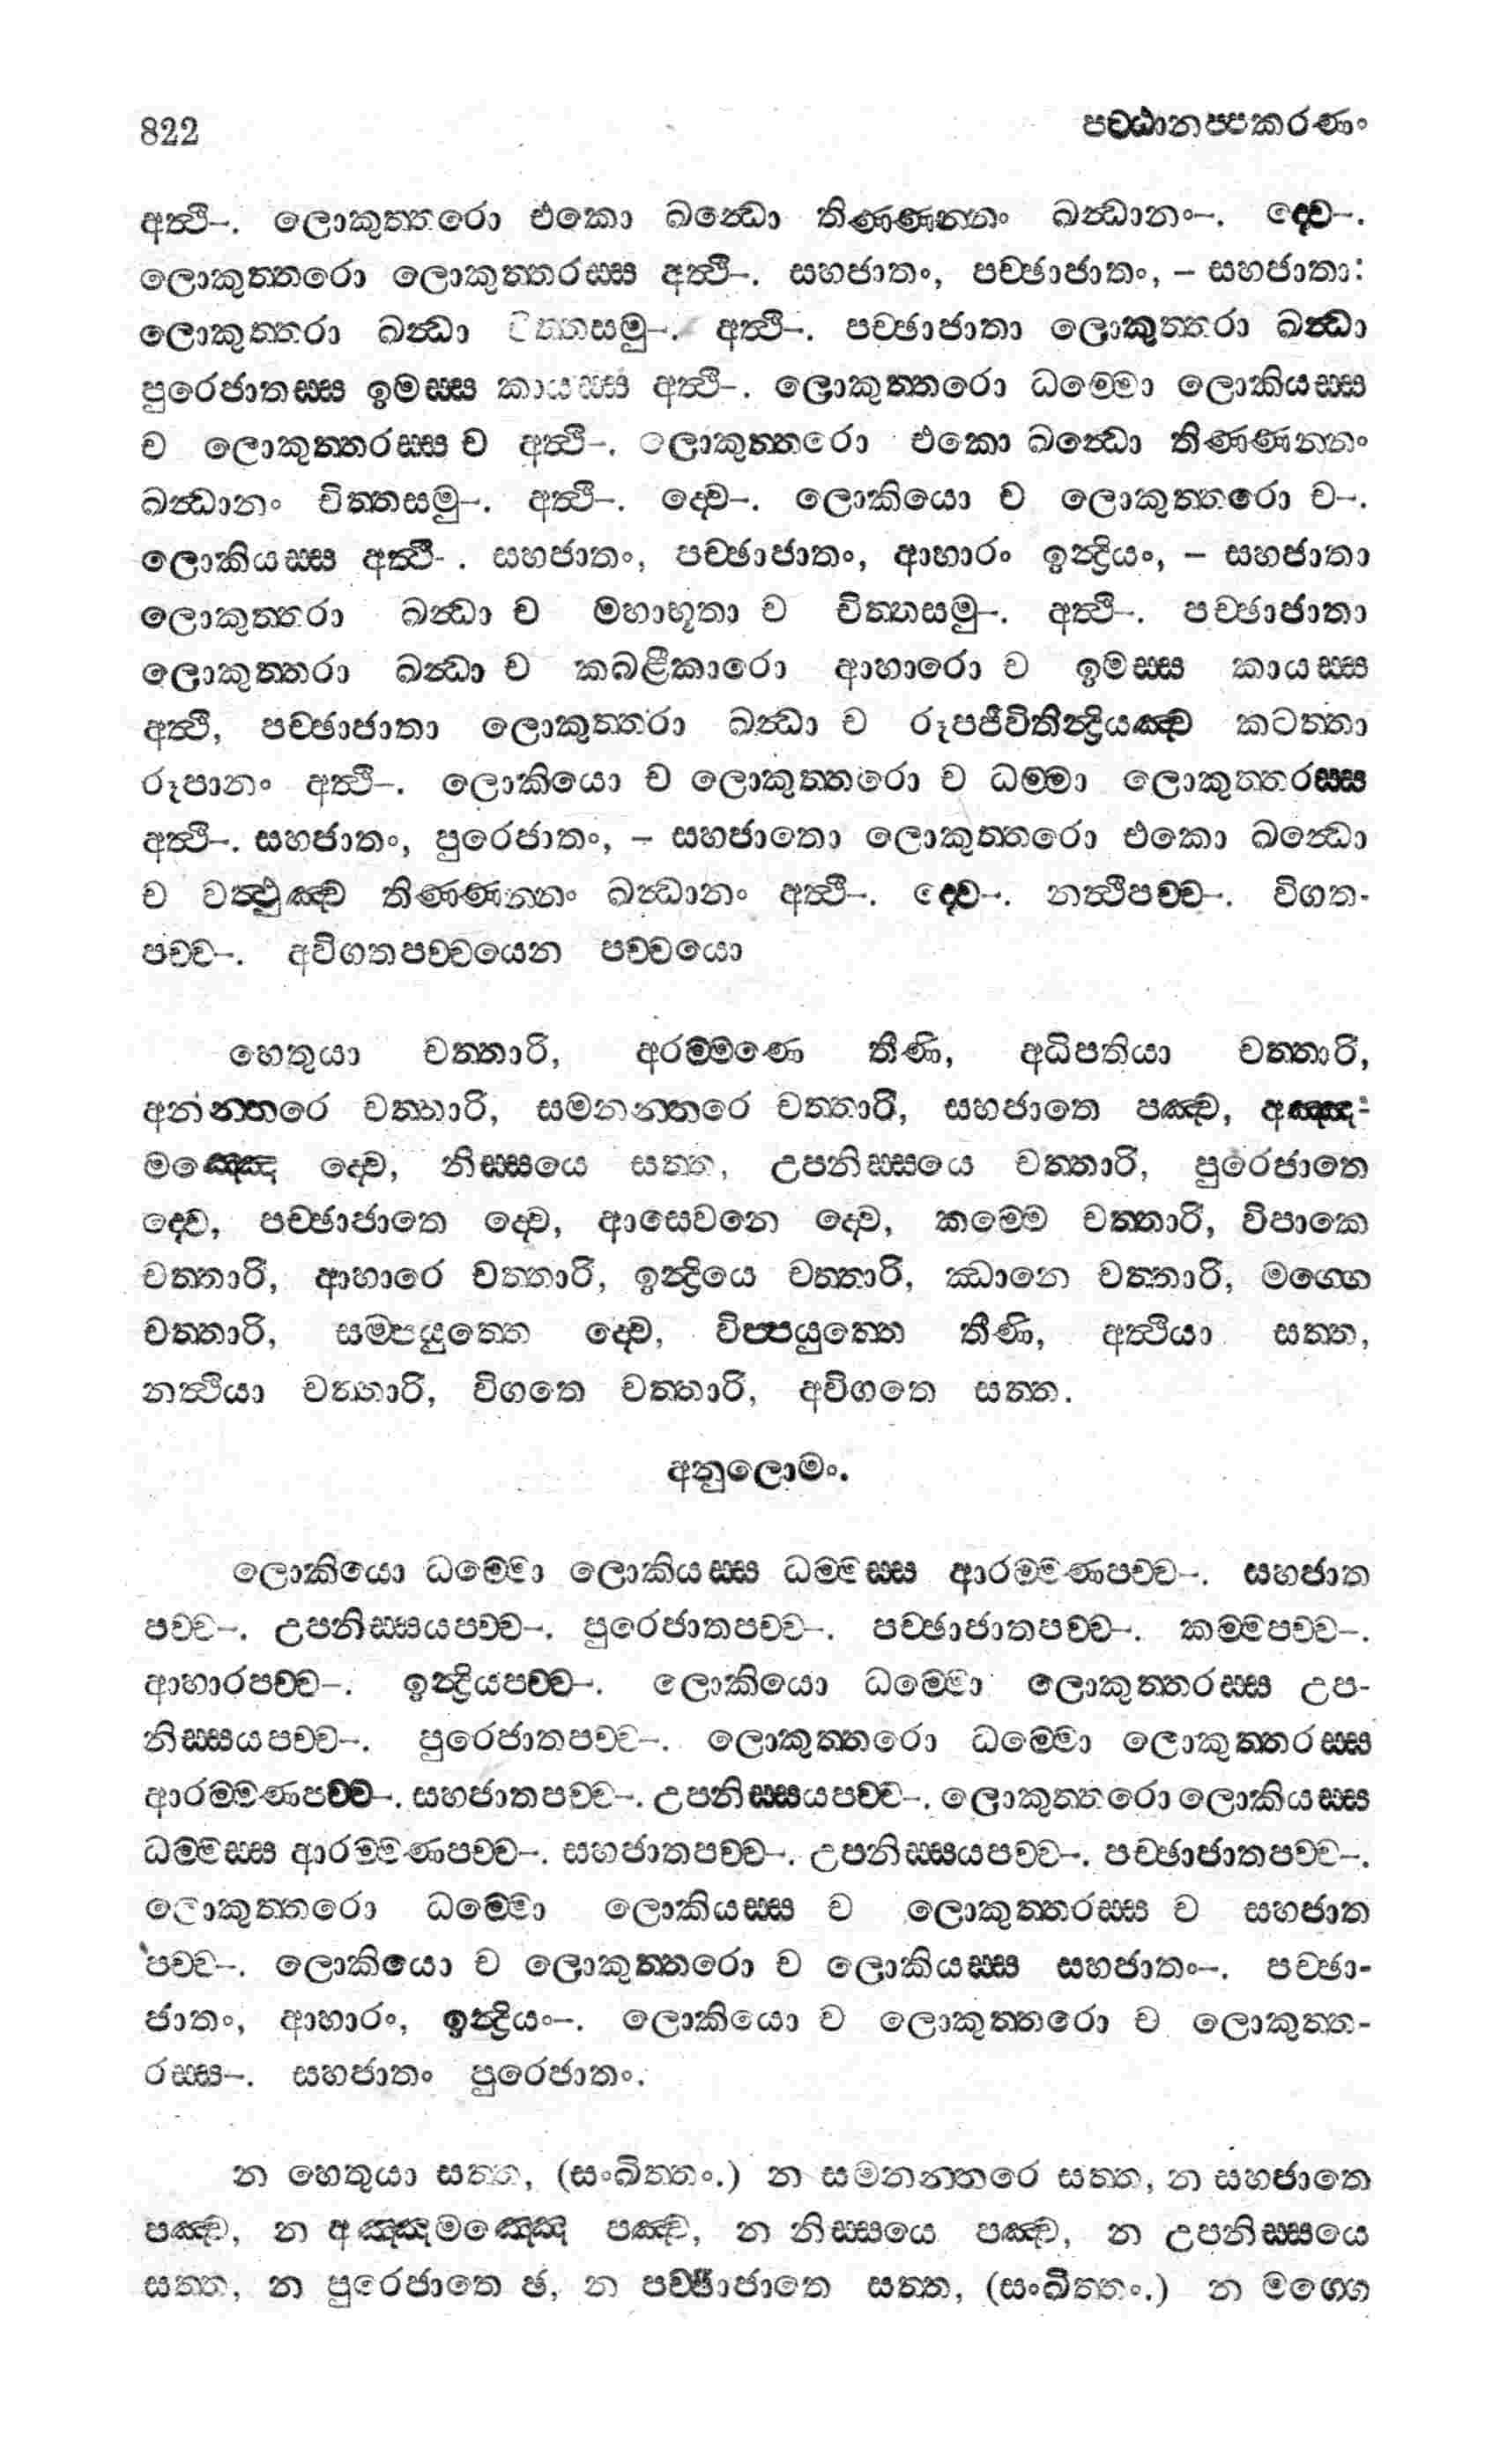 822 පට්ඨානප්පකරණං
අත්ථි–. ලොකුත්තරො එකො ඛන්ධො තිණ්ණන්නං ඛන්ධානං–. ද්වෙ–.
ලොකුත්තරො ලොකුත්තරස්ස අත්ථි–. සහජාතං, පච්ඡාජාතං, – සහජාතා:
ලොකුත්තරා ඛන්ධා චිත්තසමු–. අත්ථි–. පච්ඡාජාතා ලොකුත්තරා ඛන්ධා
පුරෙජාතස්ස ඉමස්ස කායස්ස අත්ථි–. ලොකුත්තරො ධම්මො ලොකියස්ස
ච ලොකුත්තරස්ස ච අත්ථි–. ලොකුත්තරො එකො ඛන්ධො තිණ්ණන්නං
ඛන්ධානං චිත්තසමු–. අත්ථි–. ද්වෙ–. ලොකියො ච ලොකුත්තරො ච–.
ලොකියස්ස අත්ථි-. සහජාතං, පච්ඡාජාතං, ආහාරං ඉන්ද්‍රියං, – සහජාතා
ලොකුත්තරා ඛන්ධා ච මහාභූතා ච චිත්තසමු–. අත්ථි–. පච්ඡාජාතා
ලොකුත්තරා ඛන්ධා ච කබළීකාරො ආහාරො ච ඉමස්ස කායස්ස
අත්ථි, පච්ඡාජාතා ලොකුත්තරා ඛන්ධා ච රූපජීවිතින්ද්‍රියඤ්ච කටත්තා
රූපානං අත්ථි–. ලොකියො ච ලොකුත්තරො ච ධම්මා ලොකුත්තරස්ස
අත්ථි–. සහජාතං, පුරෙජාතං, – සහජාතො ලොකුත්තරො එකො ඛන්ධො
ච වත්ථුඤ්ච තිණ්ණන්නං ඛන්ධානං අත්ථි–. ද්වෙ–. නත්ථිපච්ච–. විගත-
පච්ච–. අවිගතපච්චයෙන පච්චයො
හෙතුයා චත්තාරි, අරම්මණෙ තීණි, අධිපතියා චත්තාරි,
අනන්තරෙ චත්තාරි, සමනන්තරෙ චත්තාරි, සහජාතෙ පඤ්ච, අඤ්ඤ-
මඤ්ඤෙ ද්වෙ, නිස්සයෙ සත්ත, උපනිස්සයෙ චත්තාරි, පුරෙජාතෙ
ද්වෙ, පච්ඡාජාතෙ ද්වෙ, ආසෙවනෙ ද්වෙ, කම්මෙ චත්තාරි, විපාකෙ
චත්තාරි, ආහාරෙ චත්තාරි, ඉන්ද්‍රියෙ චත්තාරි, ඣානෙ චත්තාරි, මග්ගෙ
චත්තාරි, සම්පයුත්තෙ ද්වෙ, විප්පයුත්තෙ තීණි, අත්ථියා සත්ත,
නත්ථියා චත්තාරි, විගතෙ චත්තාරි, අවිගතෙ සත්ත.
අනුලොමං.
ලොකියො ධම්මො ලොකියස්ස ධම්මස්ස ආරම්මණපච්ච–. සහජාත
පච්ච–. උපනිස්සයපච්ච–. පුරෙජාතපච්ච–. පච්ඡාජාතපච්ච–. කම්මපච්ච–.
ආහාරපච්ච–. ඉන්ද්‍රියපච්ච–. ලොකියො ධම්මො ලොකුත්තරස්ස උප-
නිස්සයපච්ච–. පුරෙජාතපච්ච–. ලොකුත්තරො ධම්මො ලොකුත්තරස්ස
ආරම්මණපච්ච–. සහජාතපච්ච–. උපනිස්සයපච්ච–. ලොකුත්තරො ලොකියස්ස
ධම්මස්ස ආරම්මණපච්ච–. සහජාතපච්ච–. උපනිස්සයපච්ච–. පච්ඡාජාතපච්ච–.
ලොකුත්තරො ධම්මො ලොකියස්ස ච ලොකුත්තරස්ස ච සහජාත
පච්ච–. ලොකියො ච ලොකුත්තරො ච ලොකියස්ස සහජාතං–. පච්ඡා-
ජාතං, ආහාරං, ඉන්ද්‍රියං–. ලොකියො ච ලොකුත්තරො ච ලොකුත්ත-
රස්ස–. සහජාතං පුරෙජාතං.
න හෙතුයා සත්ත, (සංඛිත්තං.) න සමනන්තරෙ සත්ත, න සහජාතෙ
පඤ්ච, න අඤ්ඤමඤ්ඤෙ පඤ්ච, න නිස්සයෙ පඤ්ච, න උපනිස්සයෙ
සත්ත, න පුරෙජාතෙ ඡ, න පච්ඡාජාතෙ සත්ත, (සංඛිත්තං.) න මග්ගෙ